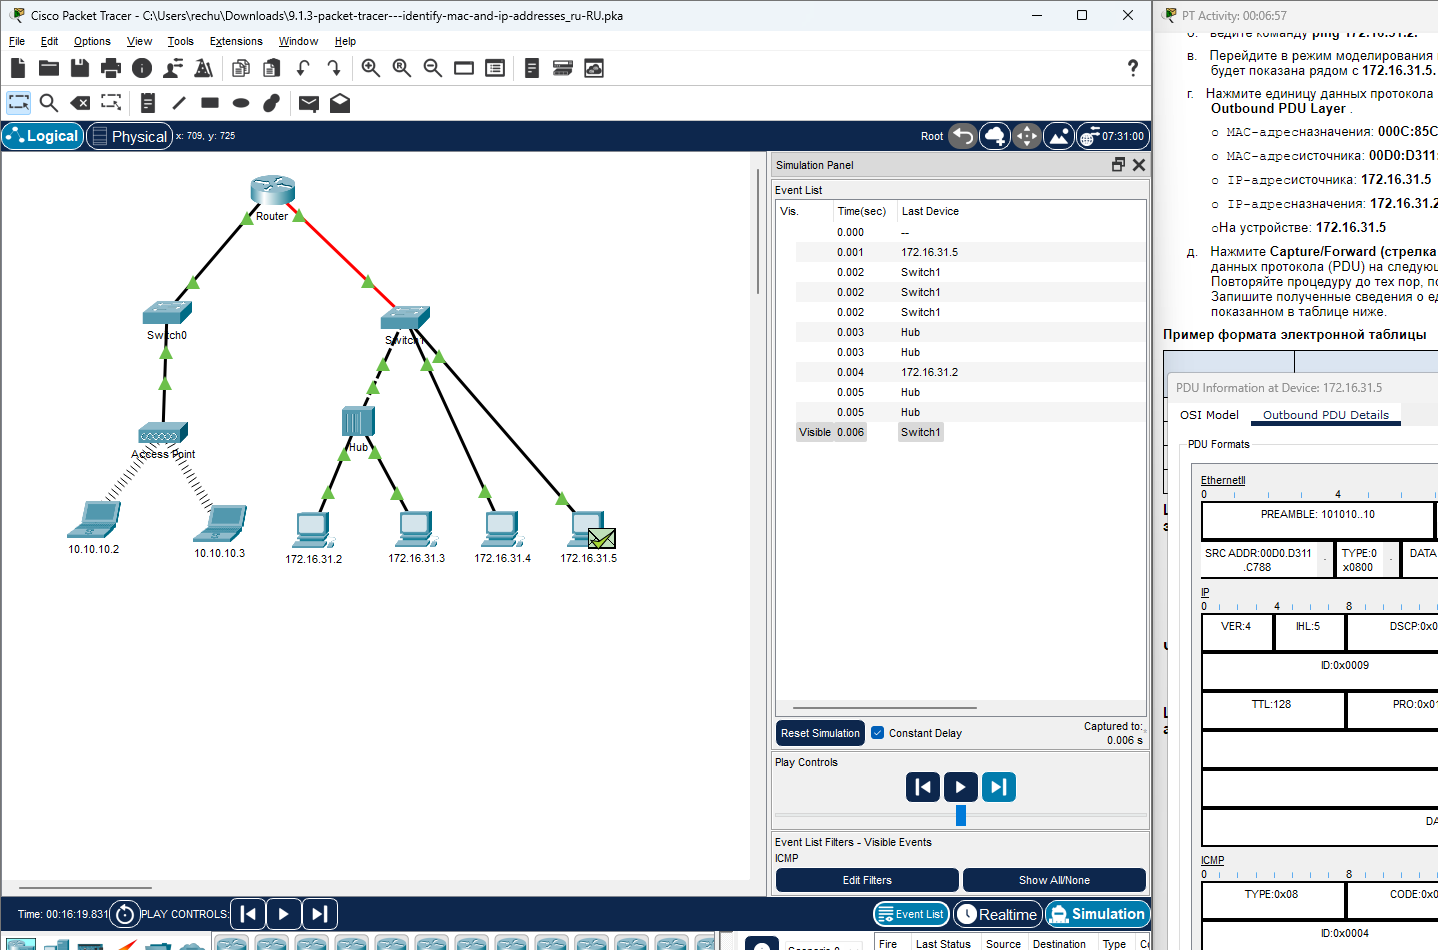 Cisco Packet Tracer - C:\Users\rechu\Downloads\9.1.3-packet-tracer---identify-mac-and-ip-addresses_ru-RU.pka
File Edit Options View Tools Extensions Window Help
Logical Physical x: 709, y: 725 Root 07:31:00
Router
Switch0
Switch1
Access Point
Hub
10.10.10.2
10.10.10.3
172.16.31.2
172.16.31.3
172.16.31.4
172.16.31.5
Simulation Panel
Event List
Vis. Time(sec) Last Device
0.000 --
0.001 172.16.31.5
0.002 Switch1
0.002 Switch1
0.002 Switch1
0.003 Hub
0.003 Hub
0.004 172.16.31.2
0.005 Hub
0.005 Hub
Visible 0.006 Switch1
Reset Simulation Constant Delay Captured to:
0.006 s
Play Controls
Event List Filters - Visible Events
ICMP
Edit Filters Show All/None
Time: 00:16:19.831 PLAY CONTROLS: Event List Realtime Simulation
Fire Last Status Source Destination Type
PT Activity: 00:06:57
ведите команду ping 172.16.31.2.
в. Перейдите в режим моделирования
будет показана рядом с 172.16.31.5.
г. Нажмите единицу данных протокола
Outbound PDU Layer .
o MAC-адресназначения: 000C:85C
o MAC-адресисточника: 00D0:D311:
o IP-адресисточника: 172.16.31.5
o IP-адресназначения: 172.16.31.2
oНа устройстве: 172.16.31.5
д. Нажмите Capture/Forward (стрелка
данных протокола (PDU) на следующ
Повторяйте процедуру до тех пор, по
Запишите полученные сведения о ед
показанном в таблице ниже.
Пример формата электронной таблицы
PDU Information at Device: 172.16.31.5
OSI Model Outbound PDU Details
PDU Formats
EthernetII
0 4
PREAMBLE: 101010..10
SRC ADDR:00D0.D311
.C788
TYPE:0
x0800
DATA
IP
0 4 8
VER:4 IHL:5 DSCP:0x0
ID:0x0009
TTL:128 PRO:0x01
DA
ICMP
0 8
TYPE:0x08 CODE:0x0
ID:0x0004